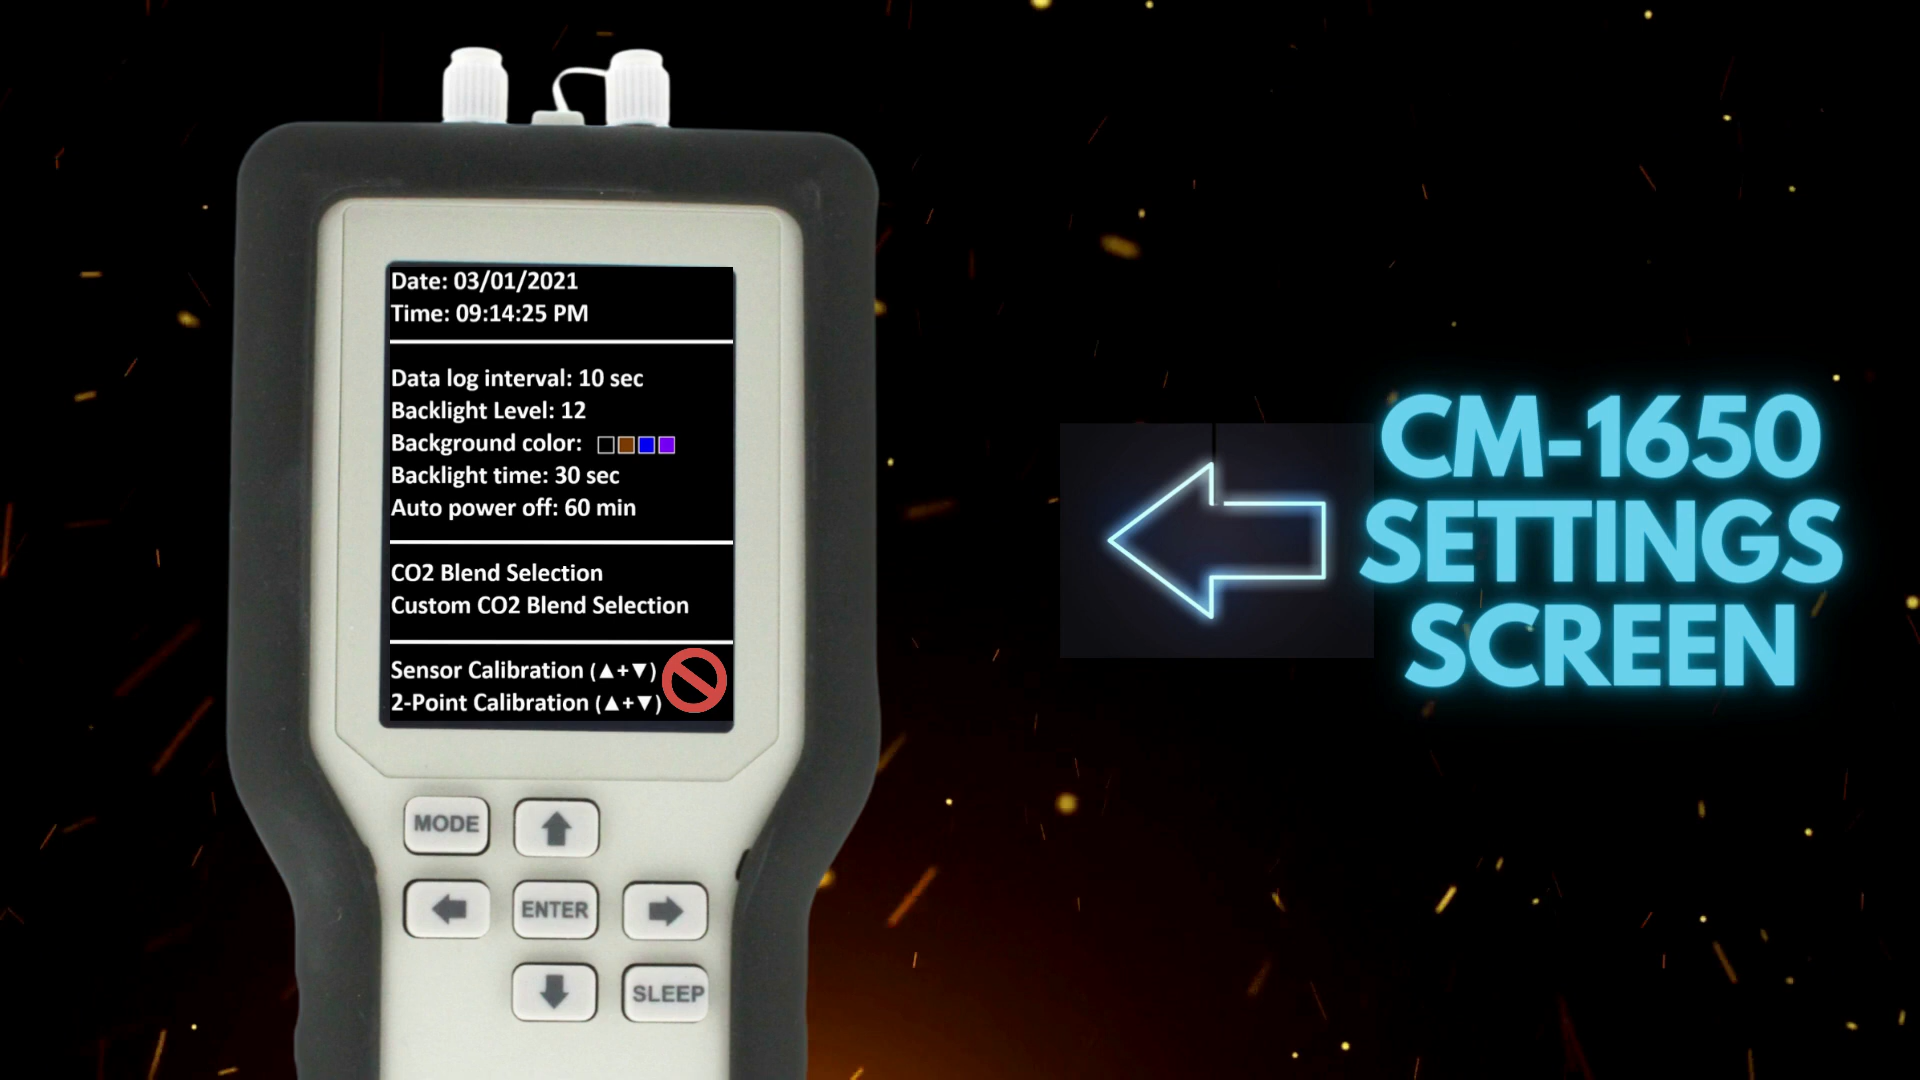 Date: 03/01/2021
Time: 09:14:25 PM
Data log interval: 10 sec
Backlight Level: 12
Background color:
Backlight time: 30 sec
Auto power off: 60 min
CO2 Blend Selection
Custom CO2 Blend Selection
Sensor Calibration (▲+▼)
2-Point Calibration (▲+▼)
MODE
ENTER
SLEEP
CM-1650
SETTINGS
SCREEN